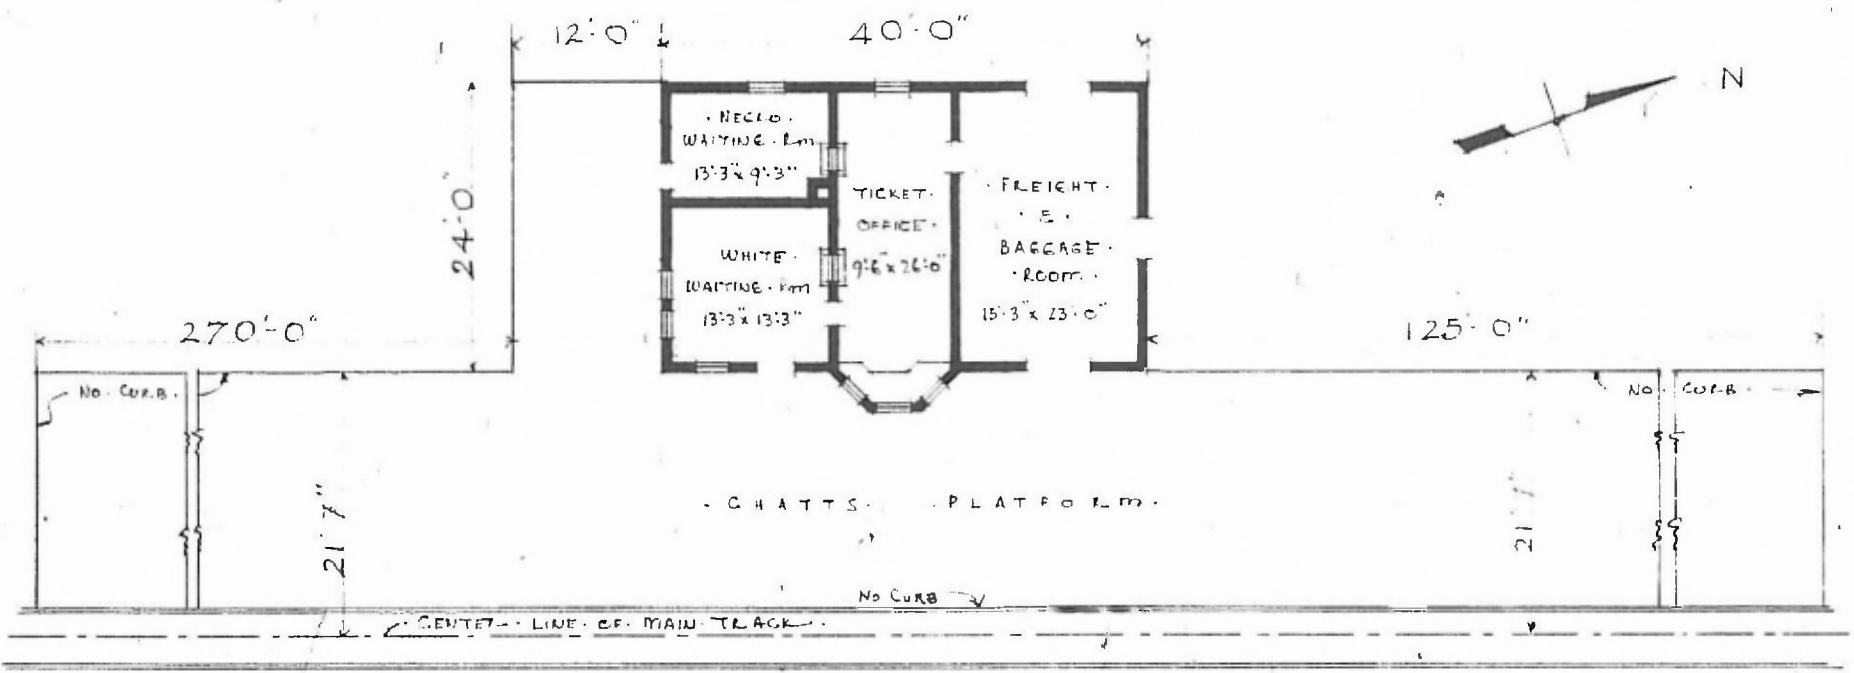 12'-0"
40'-0"
N
· NEGRO ·
WAITING · Rm
13'-3" x 9'-3"
24'-0"
TICKET ·
OFFICE ·
9'-6" x 26'-0"
· FREIGHT ·
· & ·
BAGGAGE ·
· ROOM ·
15'-3" x 23'-0"
WHITE ·
WAITING · Rm
13'-3" x 13'-3"
270'-0"
125'-0"
NO · CURB ·
NO · CURB
21'-7"
· CHATTS · · PLATFORM ·
21'-7"
NO CURB
· CENTER · LINE · OF · MAIN · TRACK ·